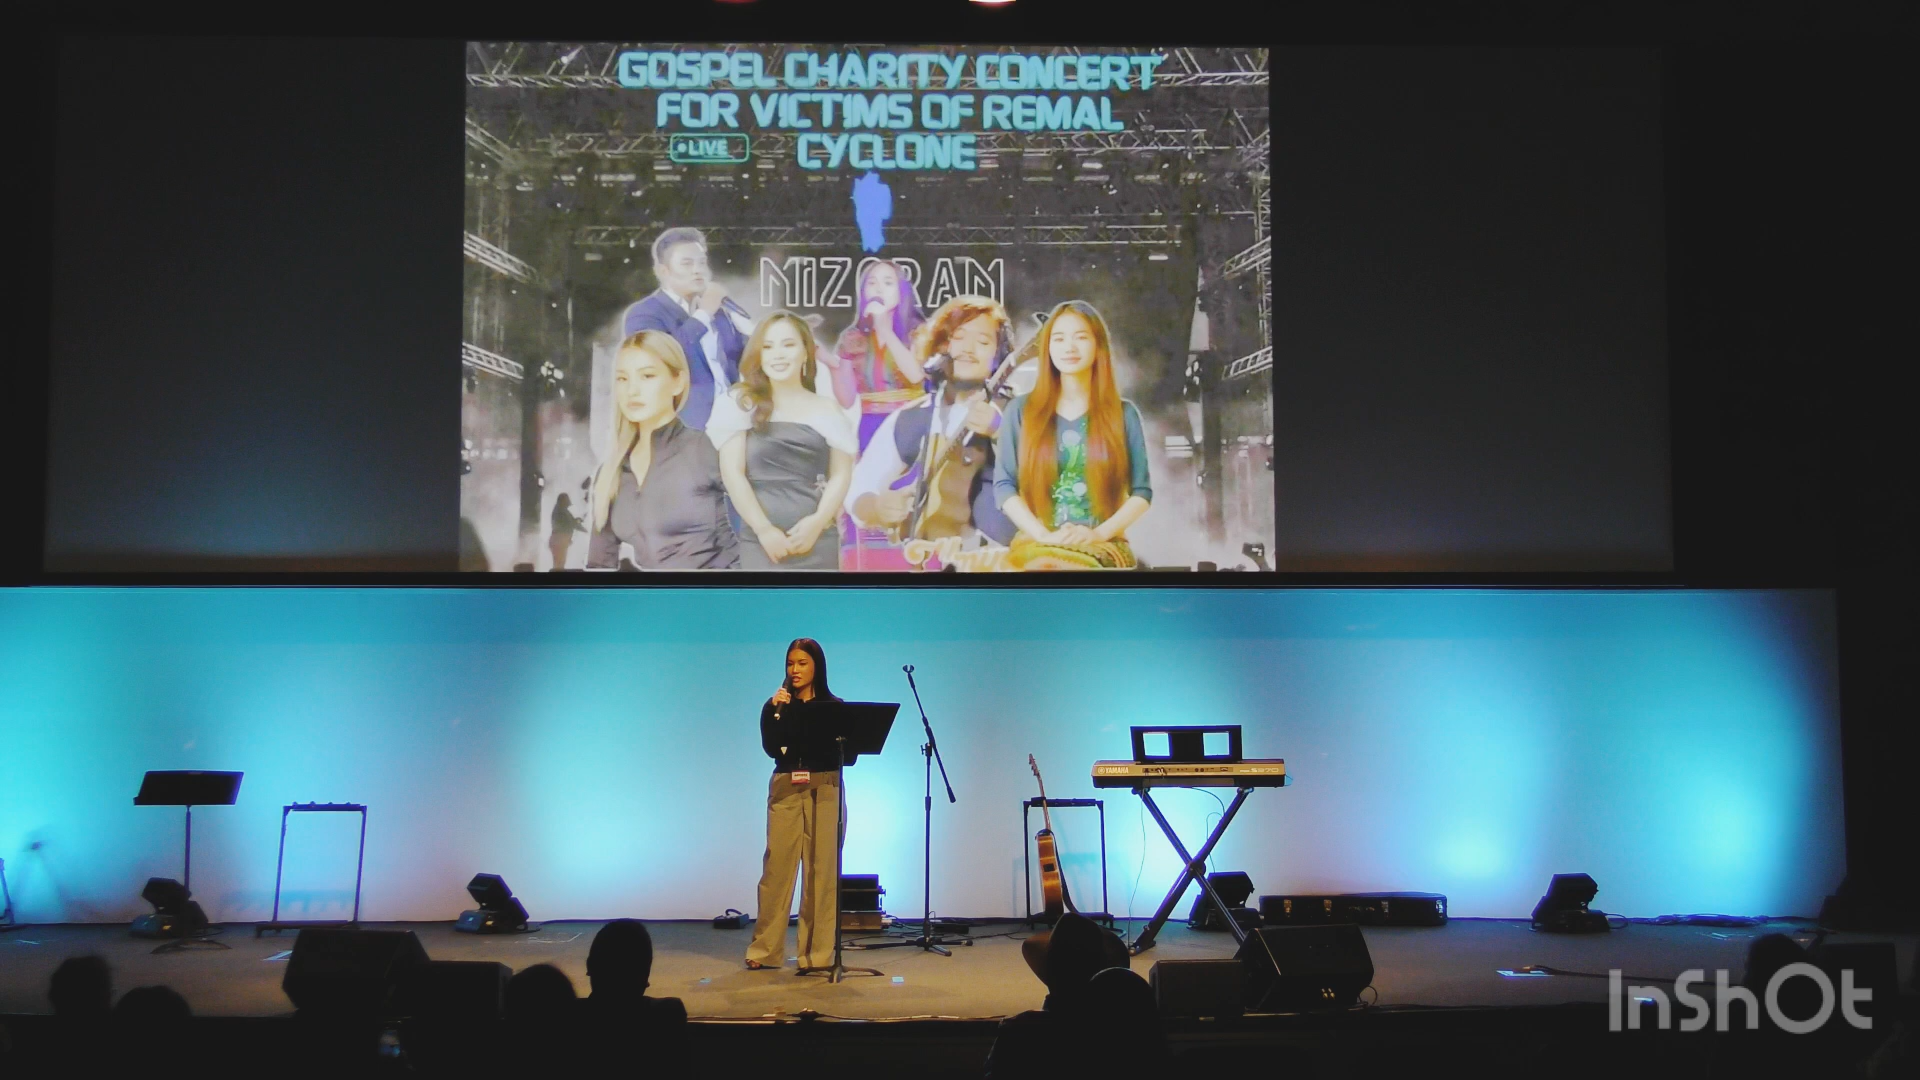 GOSPEL CHARITY CONCERT
FOR VICTIMS OF REMAL
LIVE CYCLONE
MIZORAM
YAMAHA
InShOt